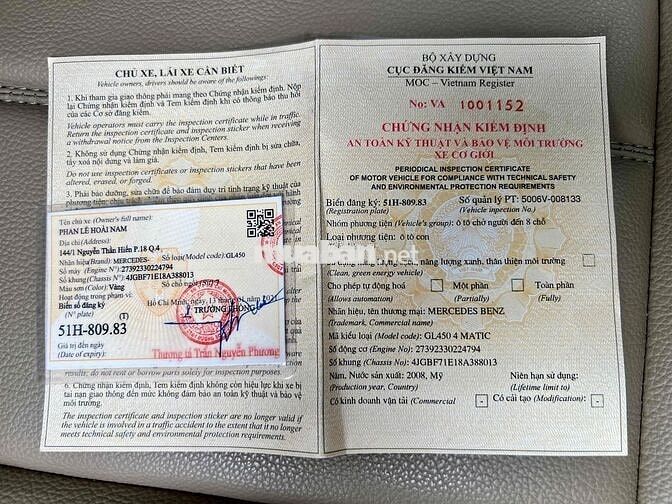 CHỦ XE, LÁI XE CẦN BIẾT
Vehicle owners, drivers should be aware of the followings:
1. Khi tham gia giao thông phải mang theo Chứng nhận kiểm định. Nộp
lại Chứng nhận kiểm định và Tem kiểm định khi có thông báo thu hồi
của các Cơ sở đăng kiểm.
Vehicle operators must carry the inspection certificate while in traffic.
Return the inspection certificate and inspection sticker when receiving
a withdrawal notice from the Inspection Centers.
2. Không sử dụng Chứng nhận kiểm định, Tem kiểm định đã bị sửa chữa,
tẩy xoá nội dung và làm giả.
Do not use inspection certificates or inspection stickers that have been
altered, erased, or forged.
3. Phải bảo dưỡng, sửa chữa để bảo đảm duy trì tình trạng kỹ thuật của
Tên chủ xe (Owner's full name):
PHAN LÊ HOÀI NAM
Địa chỉ (Address):
144/1 Nguyễn Thần Hiến P.18 Q.4
Nhãn hiệu (Brand): MERCEDES-
Số loại (Model code): GL450
Số máy (Engine N°): 27392330224794
Số khung (Chassis N°): 4JGBF71E18A388013
Màu sơn (Color): Vàng
Số chỗ ngồi
Hoạt động trong phạm vi:
Biển số đăng ký
(N° plate)
(T)
51H-809.83
Hồ Chí Minh, ngày 13 tháng
TRƯỞNG PHÒNG
Giá trị đến ngày
(Date of expiry):
Thượng tá Trần Nguyễn Phương
results; do not rent or borrow parts solely for inspection purposes.
6. Chứng nhận kiểm định, Tem kiểm định không còn hiệu lực khi xe bị
tai nạn giao thông đến mức không đảm bảo an toàn kỹ thuật và bảo vệ
môi trường.
The inspection certificate and inspection sticker are no longer valid if
the vehicle is involved in a traffic accident to the extent that it no longer
meets technical safety and environmental protection requirements.
BỘ XÂY DỰNG
CỤC ĐĂNG KIỂM VIỆT NAM
MOC – Vietnam Register
No: VA 1001152
CHỨNG NHẬN KIỂM ĐỊNH
AN TOÀN KỸ THUẬT VÀ BẢO VỆ MÔI TRƯỜNG
XE CƠ GIỚI
PERIODICAL INSPECTION CERTIFICATE
OF MOTOR VEHICLE FOR COMPLIANCE WITH TECHNICAL SAFETY
AND ENVIRONMENTAL PROTECTION REQUIREMENTS
Biển đăng ký: 51H-809.83 Số quản lý PT: 5006V-008133
(Registration plate) (Vehicle inspection No.)
Nhóm phương tiện (Vehicle's group): ô tô chở người đến 8 chỗ
Loại phương tiện: ô tô con
năng lượng xanh, thân thiện môi trường
(Clean, green energy vehicle)
Cho phép tự động hoá Một phần Toàn phần
(Allows automation) (Partially) (Fully)
Nhãn hiệu, tên thương mại: MERCEDES BENZ
(Trademark, Commercial name)
Mã kiểu loại (Model code): GL450 4 MATIC
Số động cơ (Engine No): 27392330224794
Số khung (Chassis No): 4JGBF71E18A388013
Năm, Nước sản xuất: 2008, Mỹ Niên hạn sử dụng:
(Production year, Country) (Lifetime limit to)
Có kinh doanh vận tải (Commercial - Có cải tạo (Modification): -